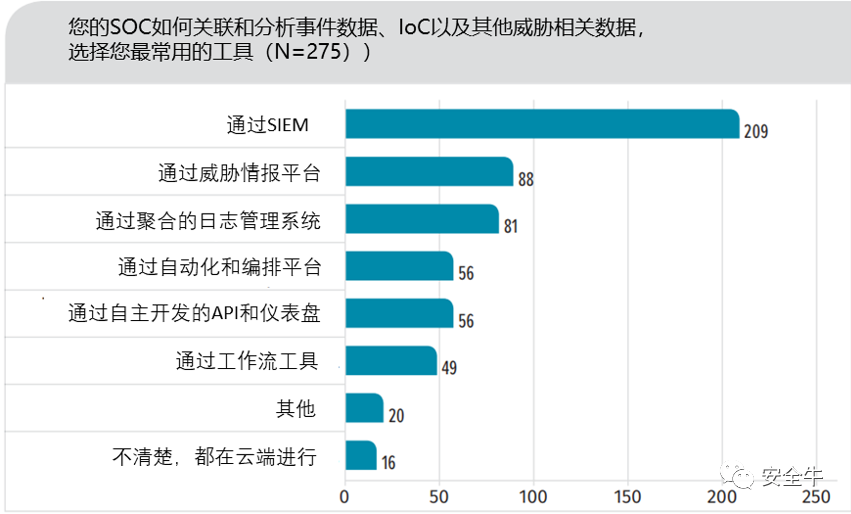 您的SOC如何关联和分析事件数据、IoC以及其他威胁相关数据，
选择您最常用的工具（N=275））
通过SIEM
209
通过威胁情报平台
88
通过聚合的日志管理系统
81
通过自动化和编排平台
56
通过自主开发的API和仪表盘
56
通过工作流工具
49
其他
20
不清楚，都在云端进行
16
0 50 100 150 200 250
安全牛